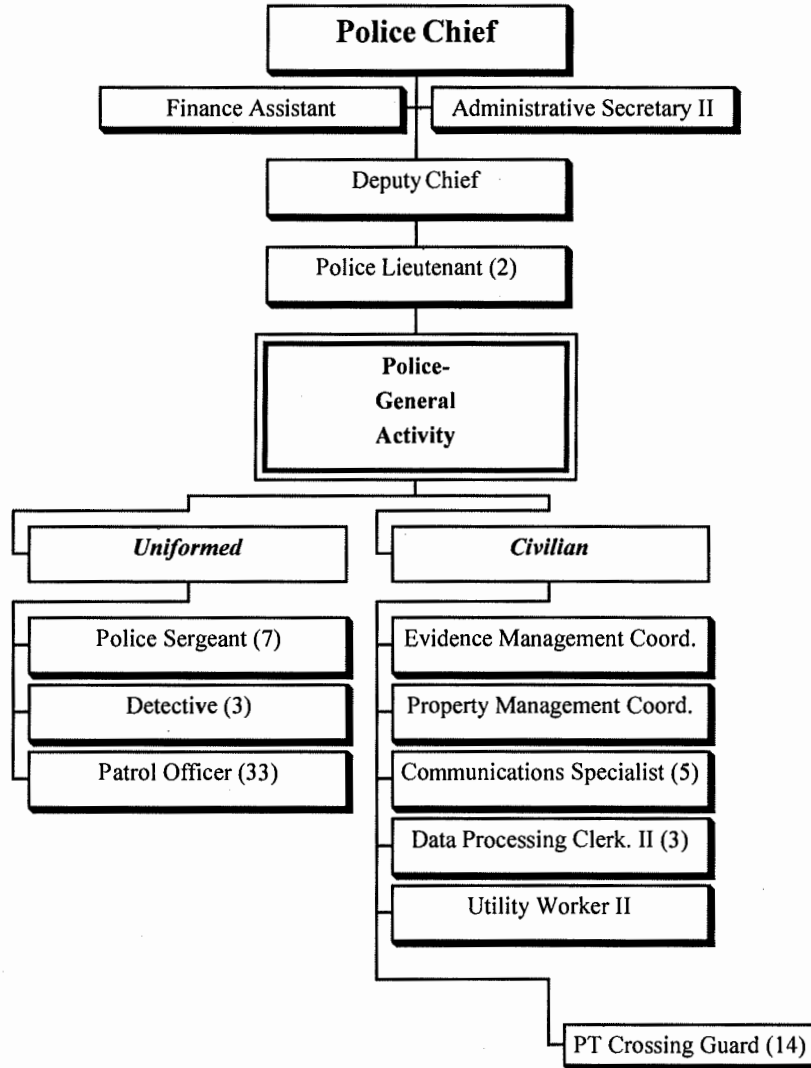 Police Chief
Finance Assistant
Administrative Secretary II
Deputy Chief
Police Lieutenant (2)
Police-
General
Activity
Uniformed
Civilian
Police Sergeant (7)
Detective (3)
Patrol Officer (33)
Evidence Management Coord.
Property Management Coord.
Communications Specialist (5)
Data Processing Clerk. II (3)
Utility Worker II
PT Crossing Guard (14)